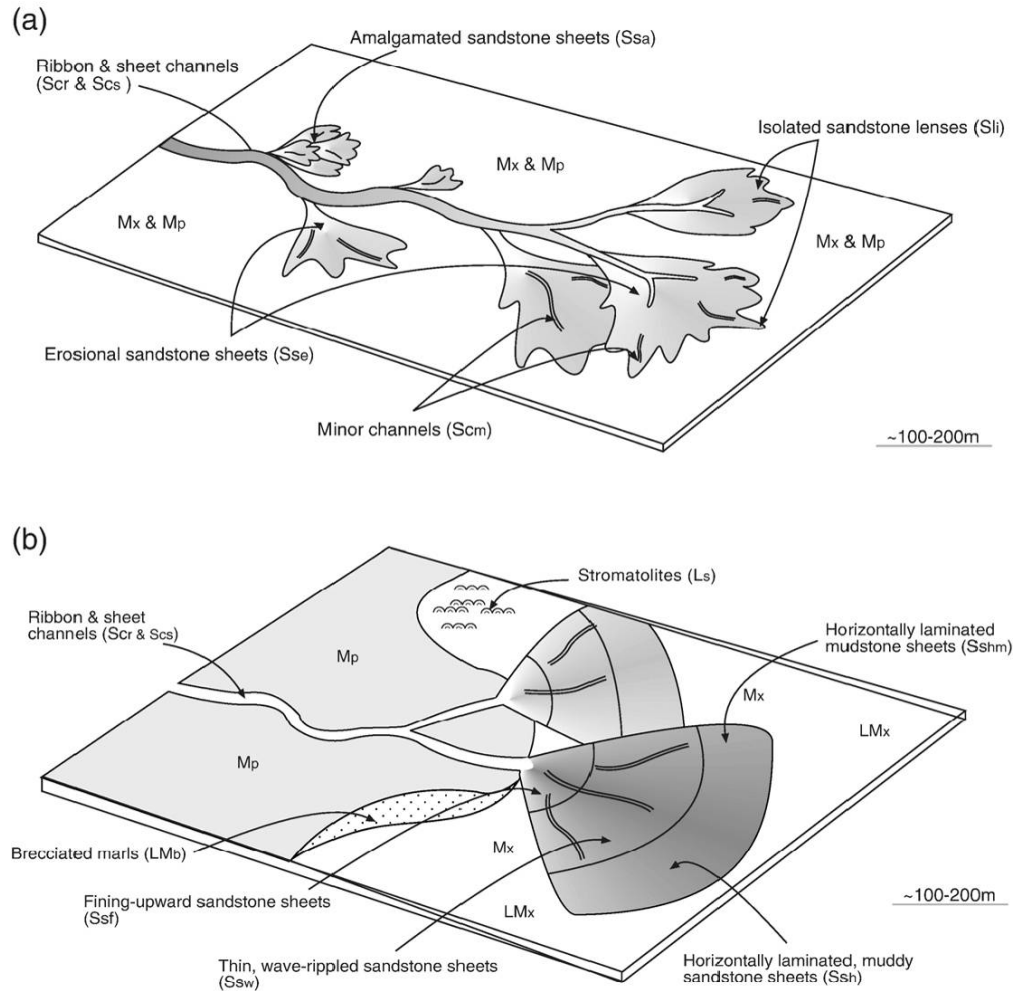 (a)
Amalgamated sandstone sheets (Ssa)
Ribbon & sheet channels
(Scr & Scs )
Isolated sandstone lenses (Sli)
Mx & Mp
Mx & Mp
Mx & Mp
Erosional sandstone sheets (Sse)
Minor channels (Scm)
~100-200m
(b)
Stromatolites (Ls)
Ribbon & sheet
channels (Scr & Scs)
Horizontally laminated
mudstone sheets (Sshm)
Mp
Mx
LMx
Mp
Brecciated marls (LMb)
Mx
Fining-upward sandstone sheets
(Ssf)
LMx
~100-200m
Thin, wave-rippled sandstone sheets
(Ssw)
Horizontally laminated, muddy
sandstone sheets (Ssh)